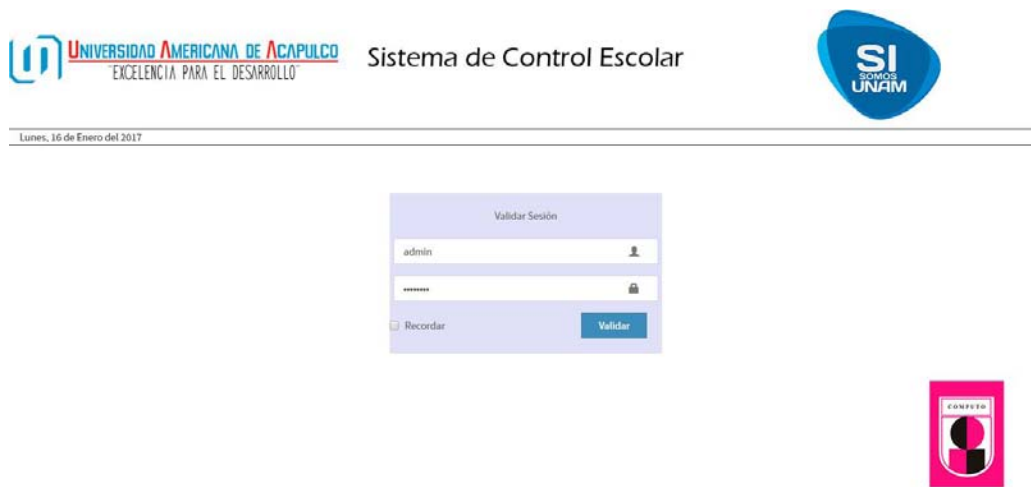 UNIVERSIDAD AMERICANA DE ACAPULCO
"EXCELENCIA PARA EL DESARROLLO"
Sistema de Control Escolar
SI
SOMOS
UNAM
Lunes, 16 de Enero del 2017
Validar Sesión
admin
••••••••
Recordar
Validar
COMPUTO